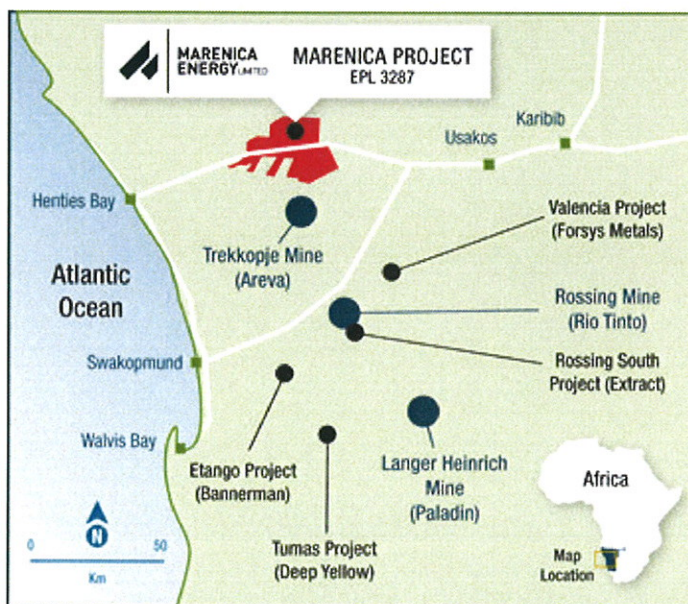 MARENICA
ENERGY LIMITED
MARENICA PROJECT
EPL 3287
Karibib
Usakos
Henties Bay
Trekkopje Mine
(Areva)
Valencia Project
(Forsys Metals)
Atlantic
Ocean
Rossing Mine
(Rio Tinto)
Swakopmund
Rossing South
Project (Extract)
Walvis Bay
Etango Project
(Bannerman)
Langer Heinrich
Mine
(Paladin)
Africa
N
0 50
Km
Tumas Project
(Deep Yellow)
Map
Location